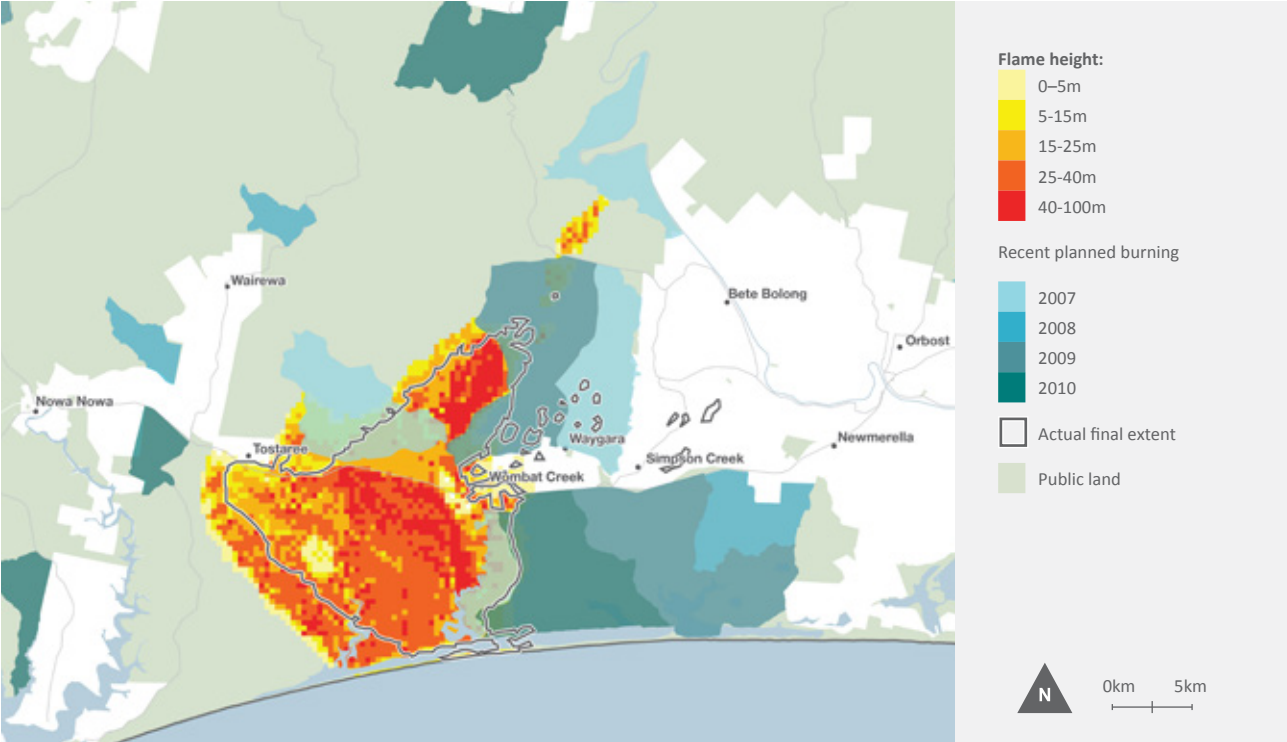 Wairewa
Bete Bolong
Orbost
Nowa Nowa
Tostaree
Waygara
Newmerella
Simpson Creek
Wombat Creek
Flame height:
0–5m
5-15m
15-25m
25-40m
40-100m
Recent planned burning
2007
2008
2009
2010
Actual final extent
Public land
N
0km 5km